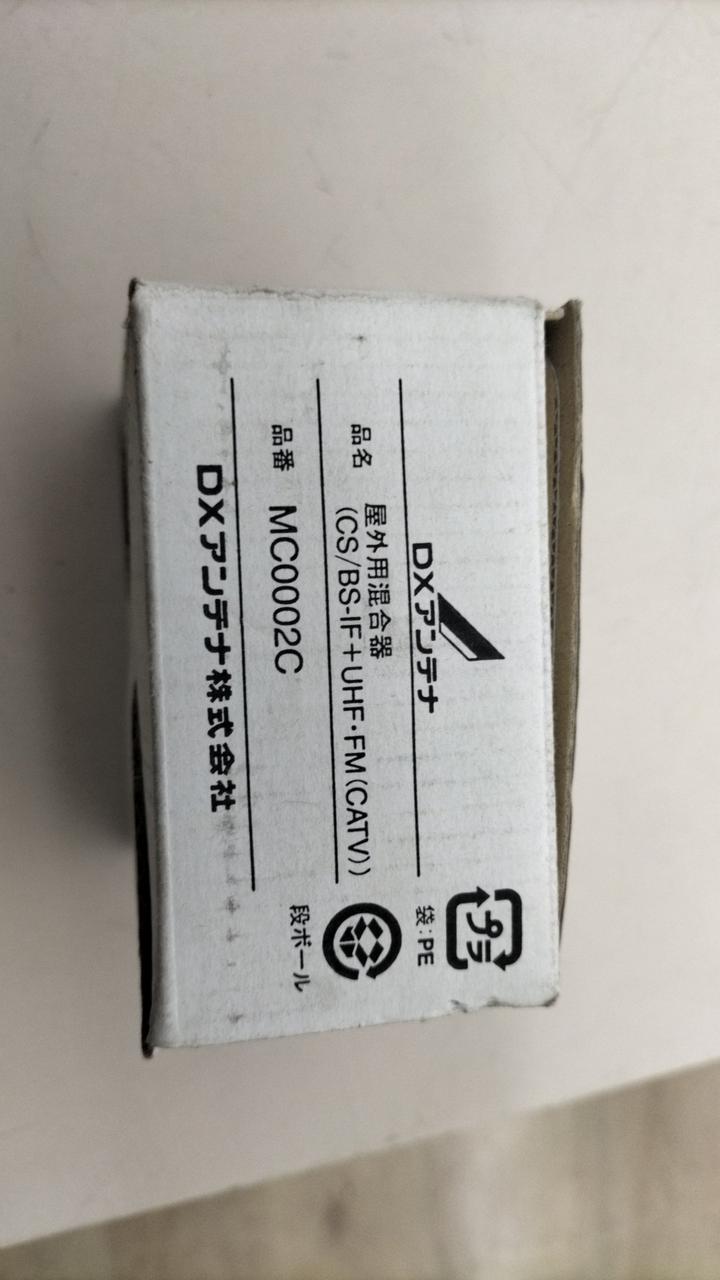 DXアンテナ
品名 屋外用混合器
(CS/BS-IF+UHF・FM(CATV))
品番 MC0002C
DXアンテナ株式会社
プラ
袋:PE
段ボール